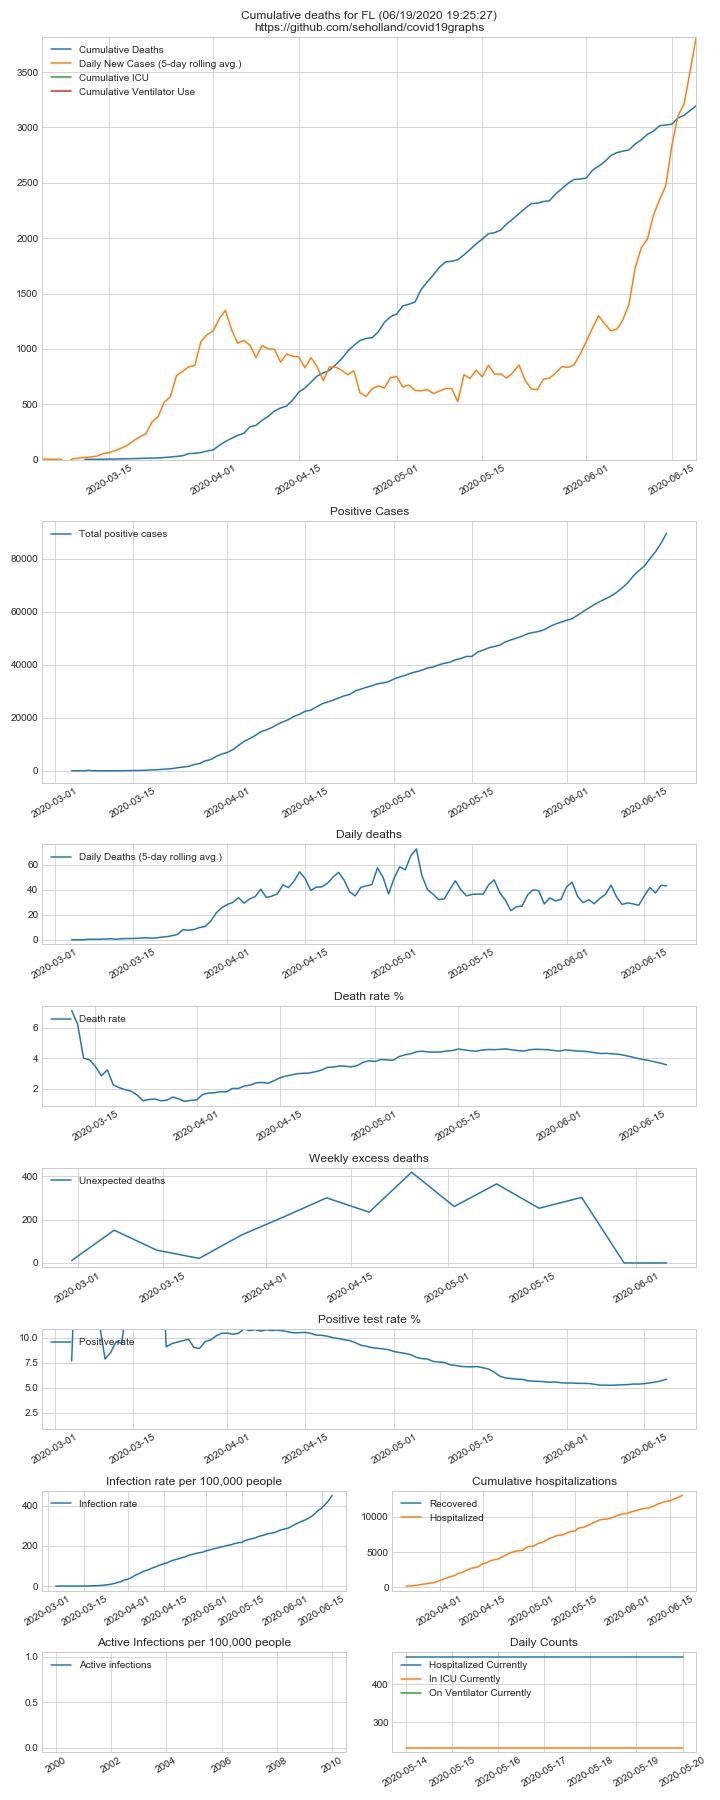 Cumulative deaths for FL (06/19/2020 19:25:27)
https://github.com/seholland/covid19graphs
Cumulative Deaths
Daily New Cases (5-day rolling avg.)
Cumulative ICU
Cumulative Ventilator Use
3500
3000
2500
2000
1500
1000
500
0
2020-03-15 2020-04-01 2020-04-15 2020-05-01 2020-05-15 2020-06-01 2020-06-15
Positive Cases
Total positive cases
80000
60000
40000
20000
0
2020-03-01 2020-03-15 2020-04-01 2020-04-15 2020-05-01 2020-05-15 2020-06-01 2020-06-15
Daily deaths
Daily Deaths (5-day rolling avg.)
60
40
20
0
2020-03-01 2020-03-15 2020-04-01 2020-04-15 2020-05-01 2020-05-15 2020-06-01 2020-06-15
Death rate %
Death rate
6
4
2
2020-03-15 2020-04-01 2020-04-15 2020-05-01 2020-05-15 2020-06-01 2020-06-15
Weekly excess deaths
Unexpected deaths
400
200
0
2020-03-01 2020-03-15 2020-04-01 2020-04-15 2020-05-01 2020-05-15 2020-06-01
Positive test rate %
Positive rate
10.0
7.5
5.0
2.5
2020-03-01 2020-03-15 2020-04-01 2020-04-15 2020-05-01 2020-05-15 2020-06-01 2020-06-15
Infection rate per 100,000 people
Infection rate
400
200
0
2020-03-01 2020-03-15 2020-04-01 2020-04-15 2020-05-01 2020-05-15 2020-06-01 2020-06-15
Cumulative hospitalizations
Recovered
Hospitalized
10000
5000
0
2020-04-01 2020-04-15 2020-05-01 2020-05-15 2020-06-01 2020-06-15
Active Infections per 100,000 people
Active infections
1.0
0.5
0.0
2000 2002 2004 2006 2008 2010
Daily Counts
Hospitalized Currently
In ICU Currently
On Ventilator Currently
400
300
2020-05-14 2020-05-15 2020-05-16 2020-05-17 2020-05-18 2020-05-19 2020-05-20